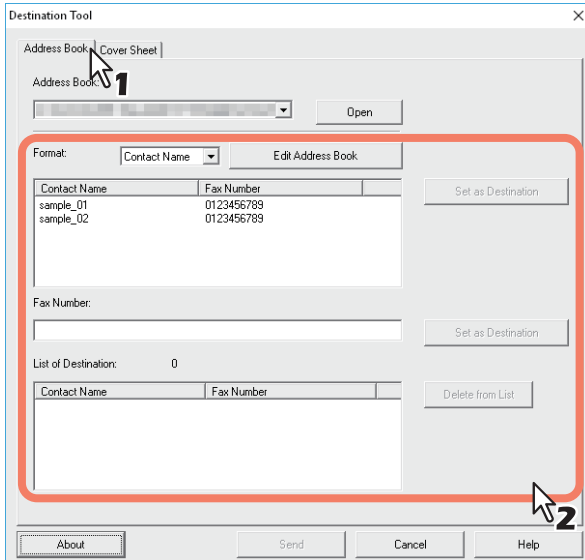 Destination Tool
Address Book Cover Sheet
1
Address Book:
Open
Format: Contact Name Edit Address Book
Contact Name Fax Number
Set as Destination
sample_01 0123456789
sample_02 0123456789
Fax Number:
Set as Destination
List of Destination: 0
Contact Name Fax Number
Delete from List
2
About Send Cancel Help